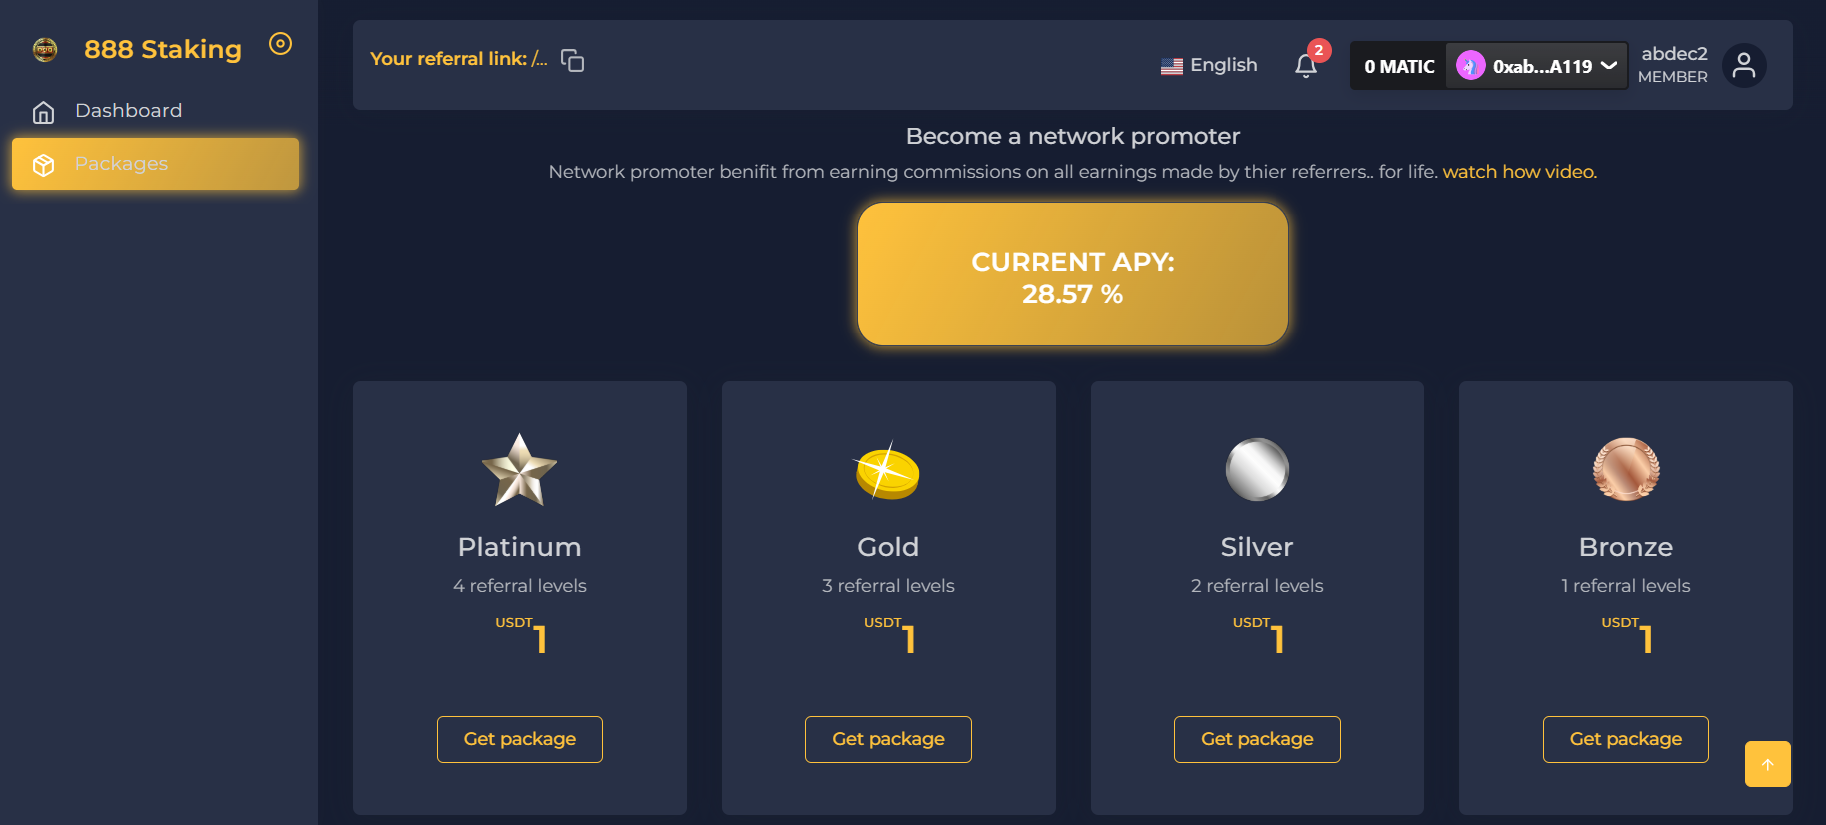 888 Staking
Dashboard
Packages
Your referral link: /...
English
2
0 MATIC
0xab...A119
abdec2
MEMBER
Become a network promoter
Network promoter benifit from earning commissions on all earnings made by thier referrers.. for life. watch how video.
CURRENT APY:
28.57 %
Platinum
4 referral levels
USDT 1
Get package
Gold
3 referral levels
USDT 1
Get package
Silver
2 referral levels
USDT 1
Get package
Bronze
1 referral levels
USDT 1
Get package